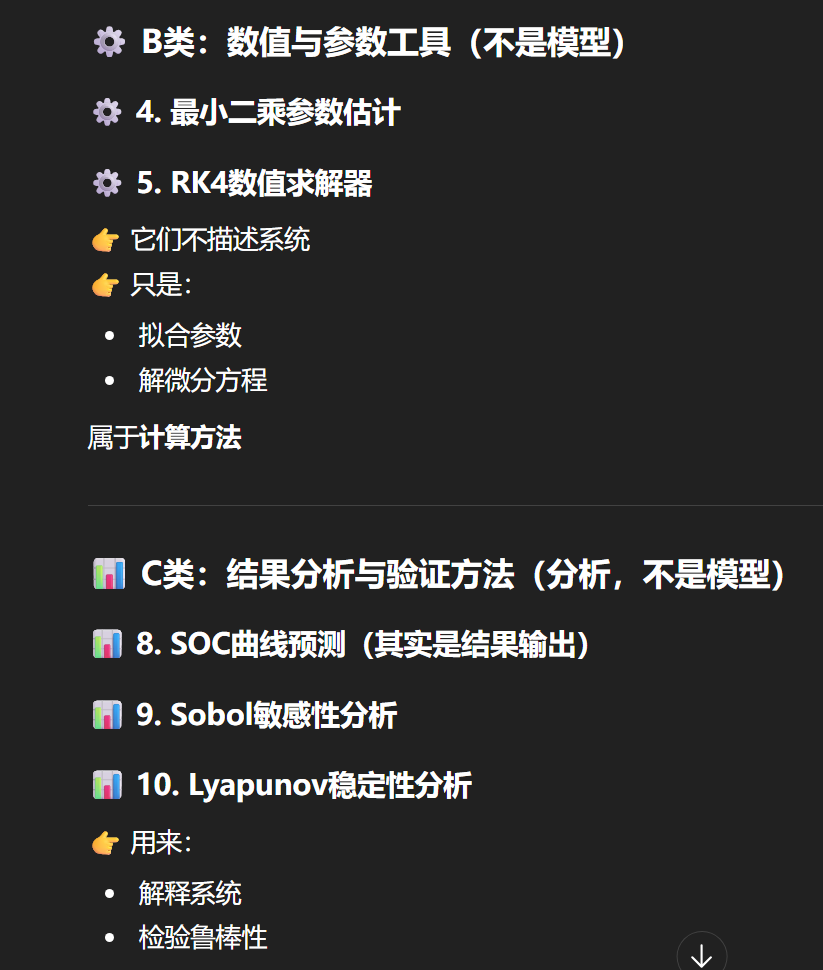 ⚙️ B类：数值与参数工具（不是模型）
⚙️ 4. 最小二乘参数估计
⚙️ 5. RK4数值求解器
👉 它们不描述系统
👉 只是：
• 拟合参数
• 解微分方程
属于计算方法
📊 C类：结果分析与验证方法（分析，不是模型）
📊 8. SOC曲线预测（其实是结果输出）
📊 9. Sobol敏感性分析
📊 10. Lyapunov稳定性分析
👉 用来：
• 解释系统
• 检验鲁棒性